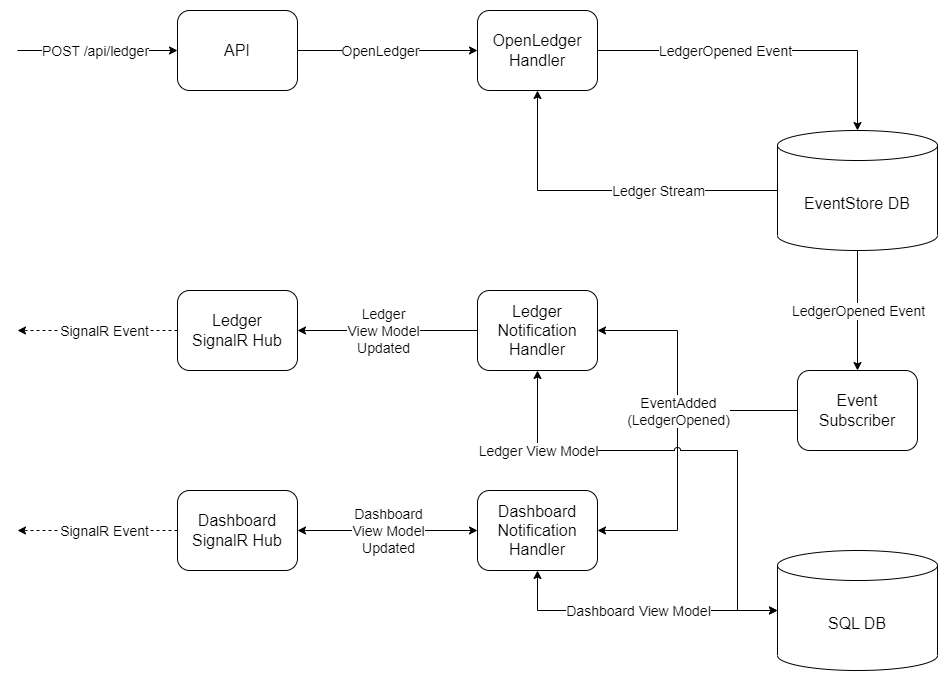 POST /api/ledger
API
OpenLedger
OpenLedger
Handler
LedgerOpened Event
Ledger Stream
EventStore DB
LedgerOpened Event
SignalR Event
Ledger
SignalR Hub
Ledger
View Model
Updated
Ledger
Notification
Handler
EventAdded
(LedgerOpened)
Event
Subscriber
Ledger View Model
SignalR Event
Dashboard
SignalR Hub
Dashboard
View Model
Updated
Dashboard
Notification
Handler
Dashboard View Model
SQL DB